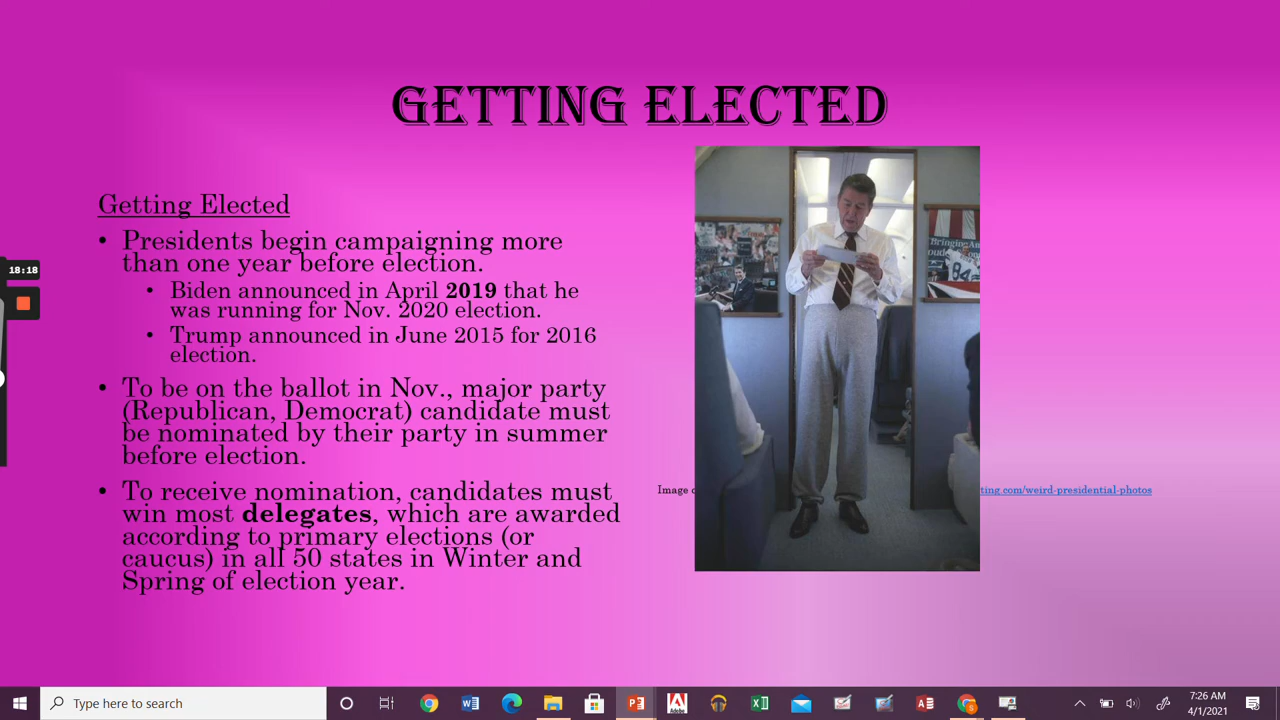 GETTING ELECTED
Getting Elected
• Presidents begin campaigning more
than one year before election.
• Biden announced in April 2019 that he
was running for Nov. 2020 election.
• Trump announced in June 2015 for 2016
election.
• To be on the ballot in Nov., major party
(Republican, Democrat) candidate must
be nominated by their party in summer
before election.
• To receive nomination, candidates must
win most delegates, which are awarded
according to primary elections (or
caucus) in all 50 states in Winter and
Spring of election year.
Bringing Am
84
Image
ting.com/weird-presidential-photos
18:18
Type here to search
7:26 AM
4/1/2021